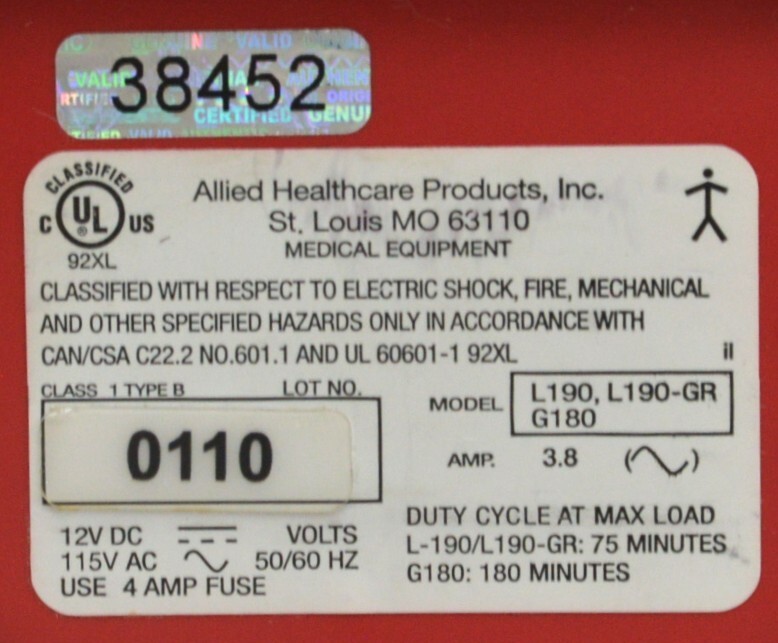 38452
VALID
CERTIFIED
GENU
CLASSIFIED
C UL® US
92XL
Allied Healthcare Products, Inc.
St. Louis MO 63110
MEDICAL EQUIPMENT
CLASSIFIED WITH RESPECT TO ELECTRIC SHOCK, FIRE, MECHANICAL
AND OTHER SPECIFIED HAZARDS ONLY IN ACCORDANCE WITH
CAN/CSA C22.2 NO.601.1 AND UL 60601-1 92XL
CLASS 1 TYPE B LOT NO.
0110
MODEL L190, L190-GR
G180
AMP. 3.8 (∿)
12V DC VOLTS
115V AC 50/60 HZ
USE 4 AMP FUSE
DUTY CYCLE AT MAX LOAD
L-190/L190-GR: 75 MINUTES
G180: 180 MINUTES